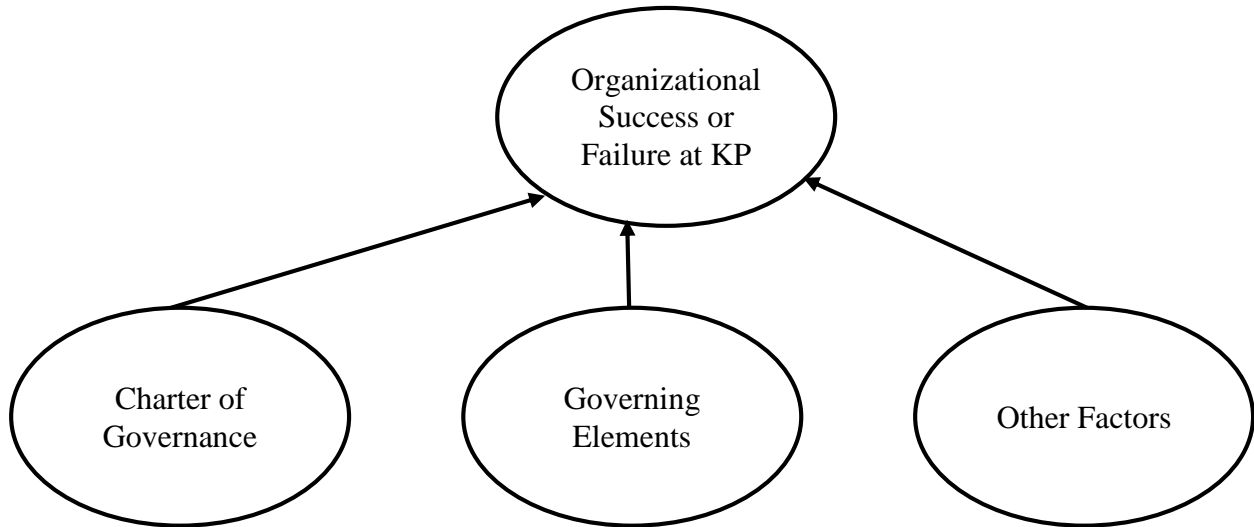 Organizational
Success or
Failure at KP
Charter of
Governance
Governing
Elements
Other Factors